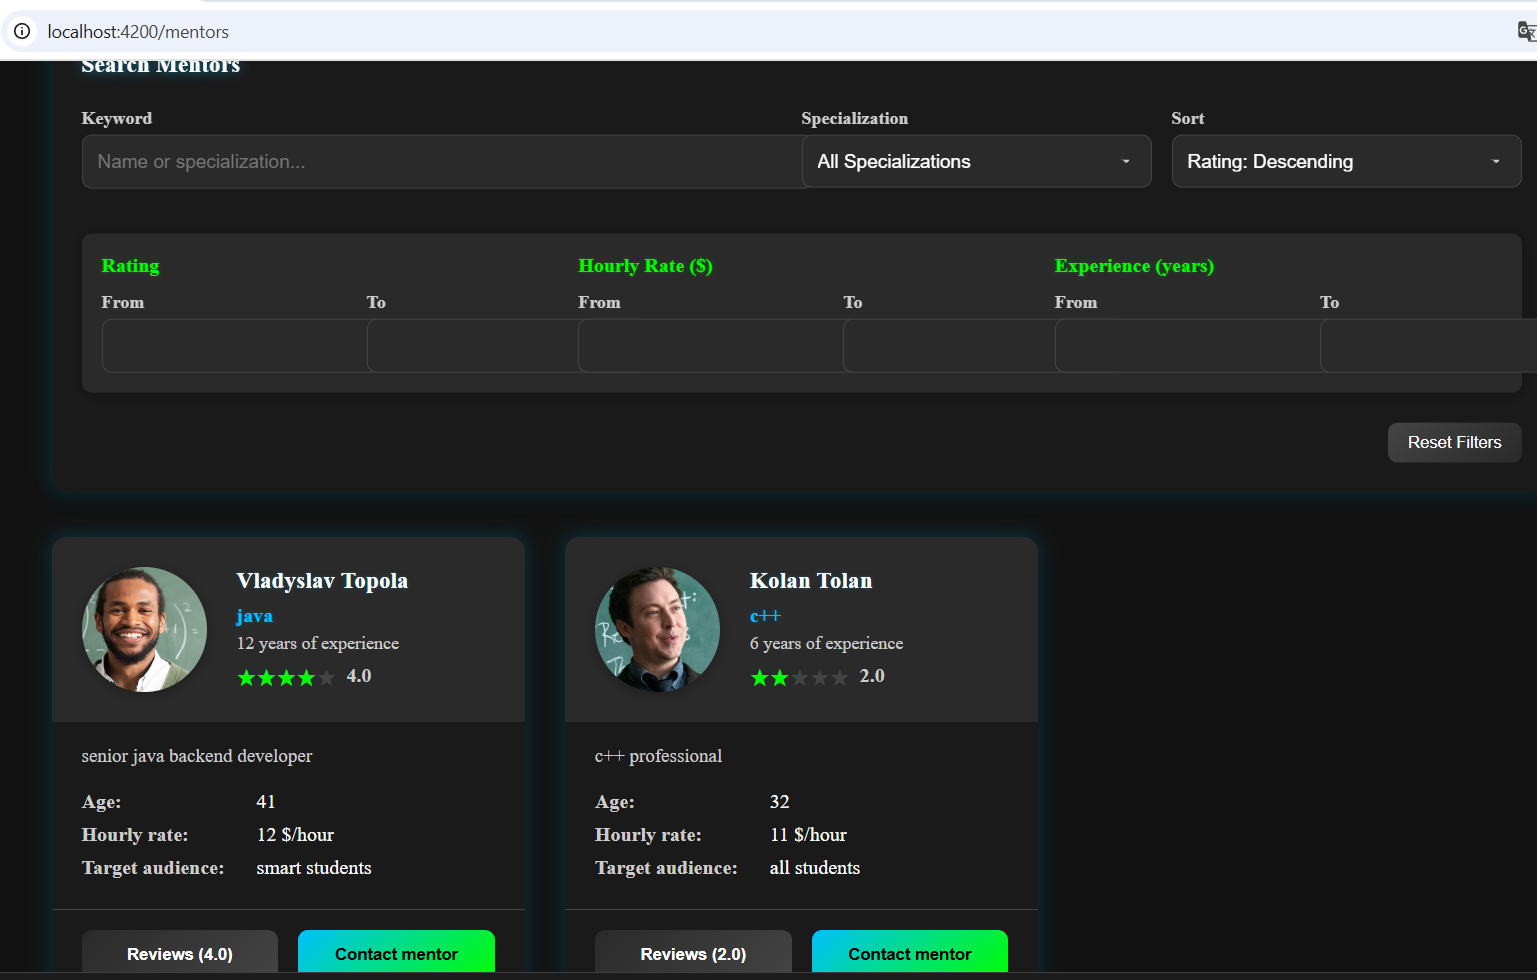 localhost:4200/mentors
Search Mentors
Keyword
Specialization
Sort
Name or specialization...
All Specializations
Rating: Descending
Rating
Hourly Rate ($)
Experience (years)
From
To
From
To
From
To
Reset Filters
Vladyslav Topola
java
12 years of experience
4.0
senior java backend developer
Age: 41
Hourly rate: 12 $/hour
Target audience: smart students
Reviews (4.0)
Contact mentor
Kolan Tolan
c++
6 years of experience
2.0
c++ professional
Age: 32
Hourly rate: 11 $/hour
Target audience: all students
Reviews (2.0)
Contact mentor